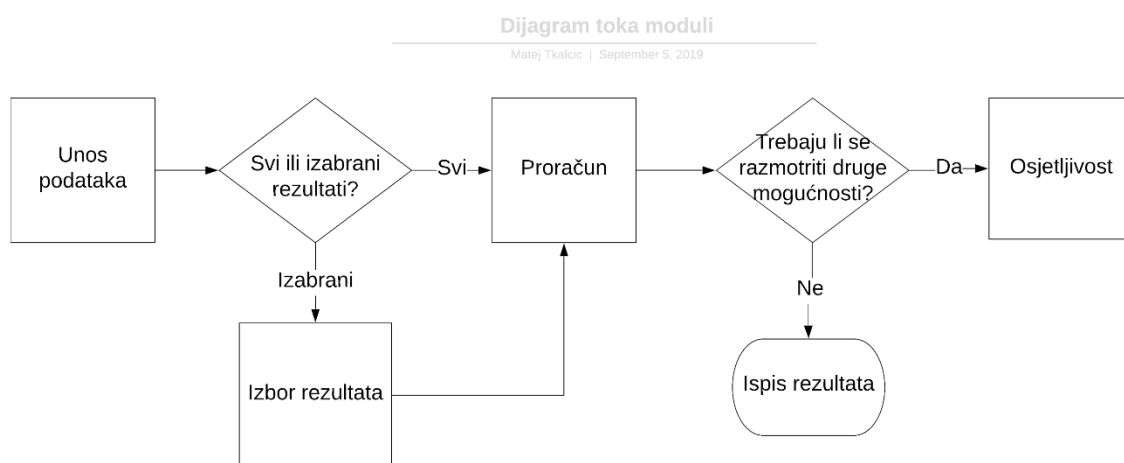 Dijagram toka moduli
Matej Tkalcic | September 5, 2019
Unos
podataka
Svi ili izabrani
rezultati?
Svi
Proračun
Trebaju li se
razmotriti druge
mogućnosti?
Da
Osjetljivost
Izabrani
Ne
Izbor rezultata
Ispis rezultata